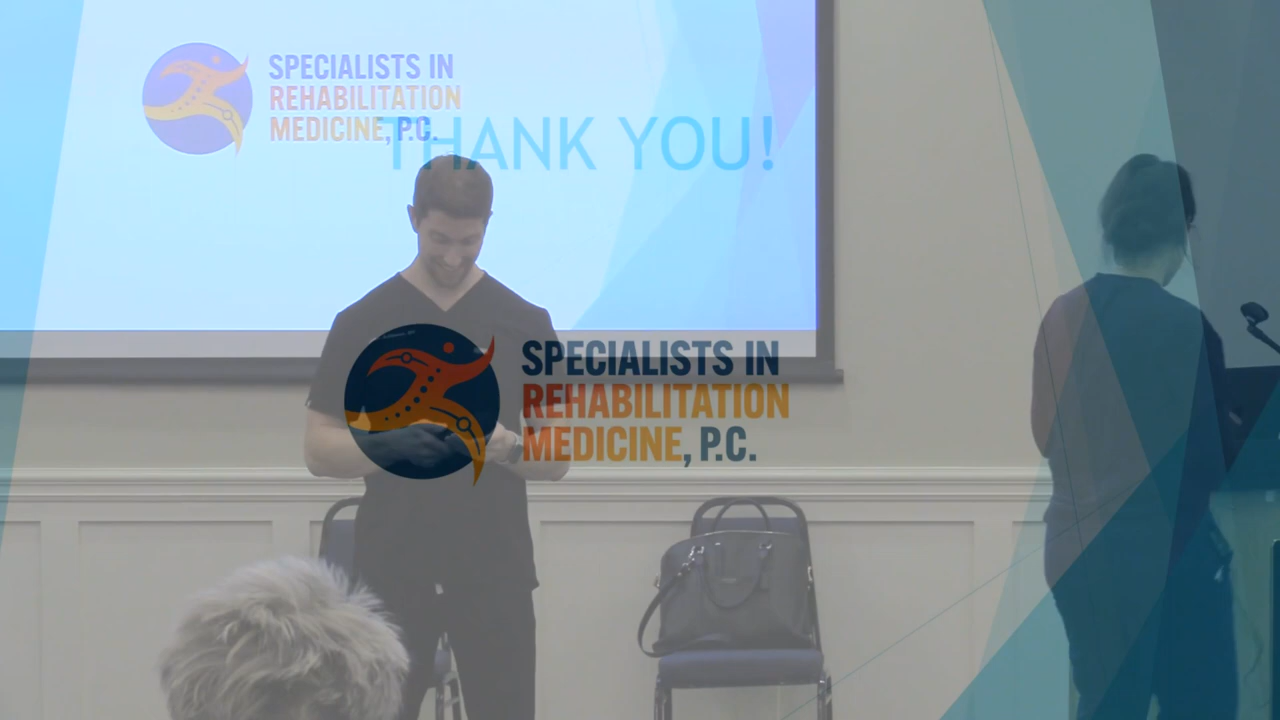 SPECIALISTS IN
REHABILITATION
MEDICINE, P.C.
THANK YOU!
SPECIALISTS IN
REHABILITATION
MEDICINE, P.C.